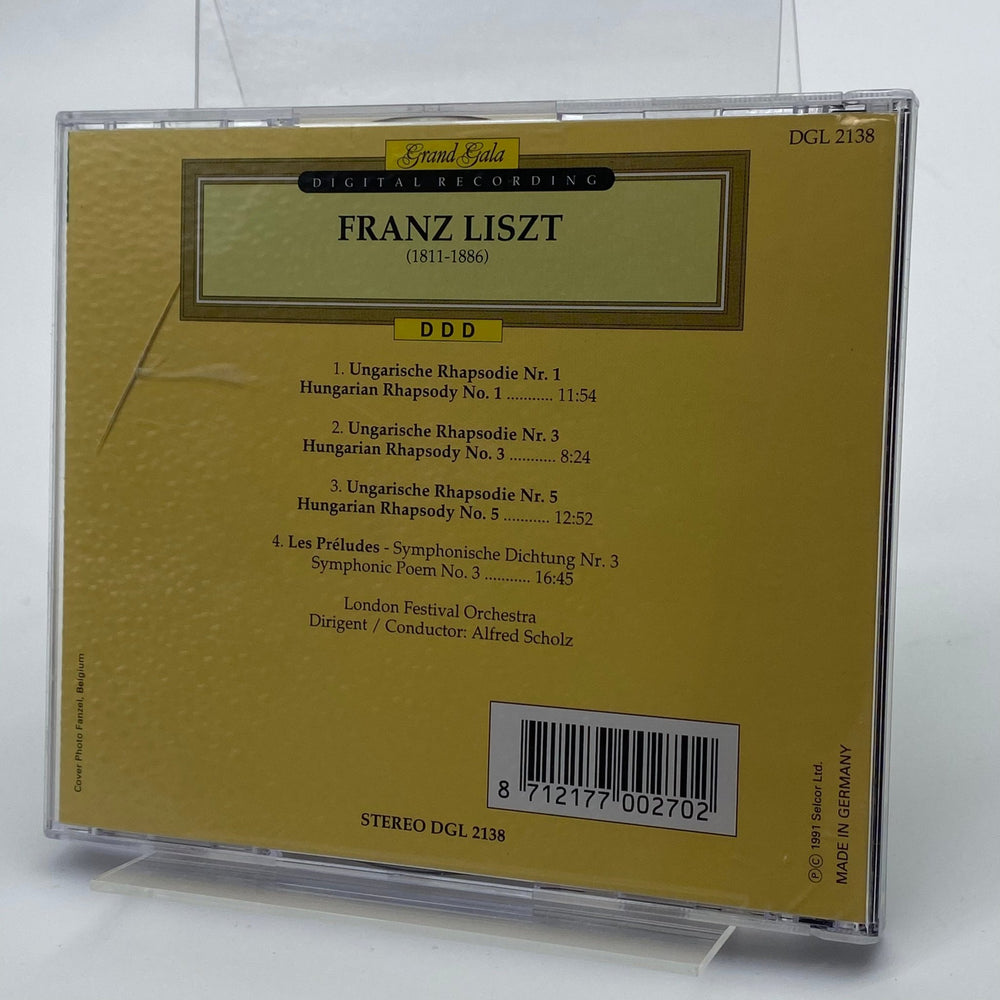 DGL 2138
Grand Gala
DIGITAL RECORDING
FRANZ LISZT
(1811-1886)
DDD
1. Ungarische Rhapsodie Nr. 1
Hungarian Rhapsody No. 1 ........... 11:54
2. Ungarische Rhapsodie Nr. 3
Hungarian Rhapsody No. 3 ........... 8:24
3. Ungarische Rhapsodie Nr. 5
Hungarian Rhapsody No. 5 ........... 12:52
4. Les Préludes - Symphonische Dichtung Nr. 3
Symphonic Poem No. 3 ........... 16:45
London Festival Orchestra
Dirigent / Conductor: Alfred Scholz
Cover Photo Fanzel, Belgium
8 712177 002702
STEREO DGL 2138
Ⓟ Ⓒ 1991 Selcor Ltd.
MADE IN GERMANY